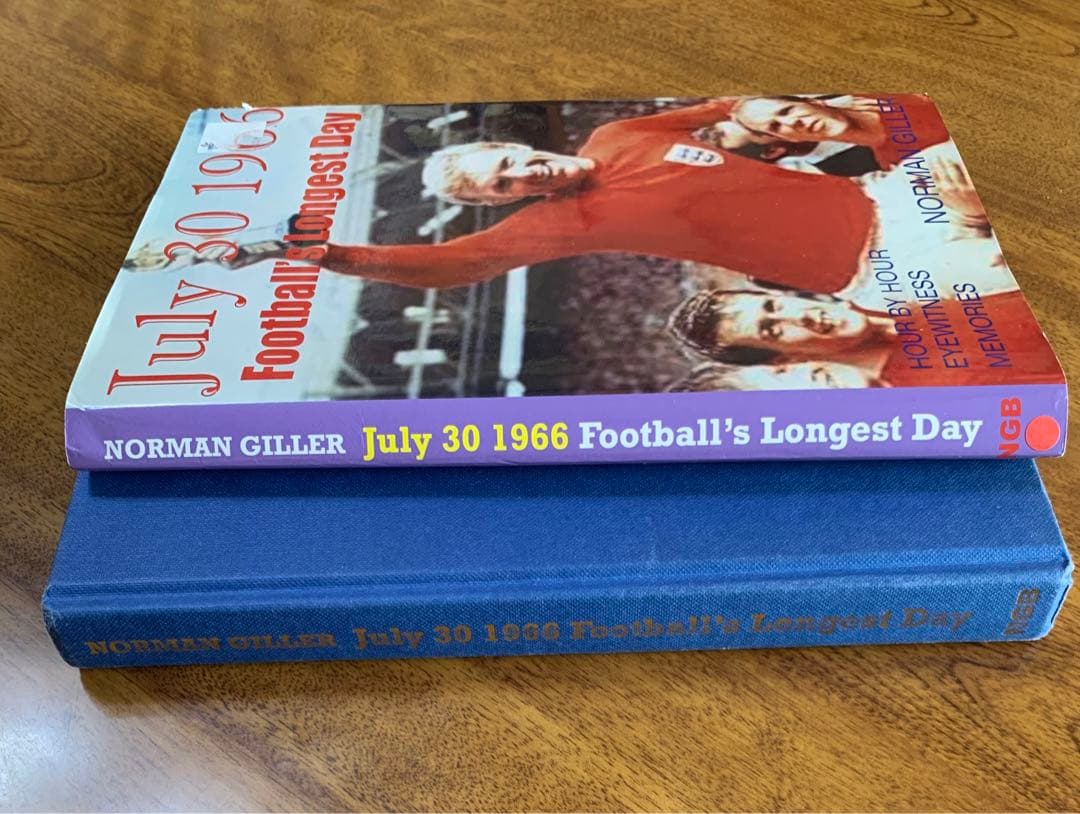 July 30 1966
Football's Longest Day
HOUR BY HOUR
EYEWITNESS
MEMORIES
NORMAN GILLER
NORMAN GILLER July 30 1966 Football's Longest Day NGB
NORMAN GILLER July 30 1966 Football's Longest Day NGB